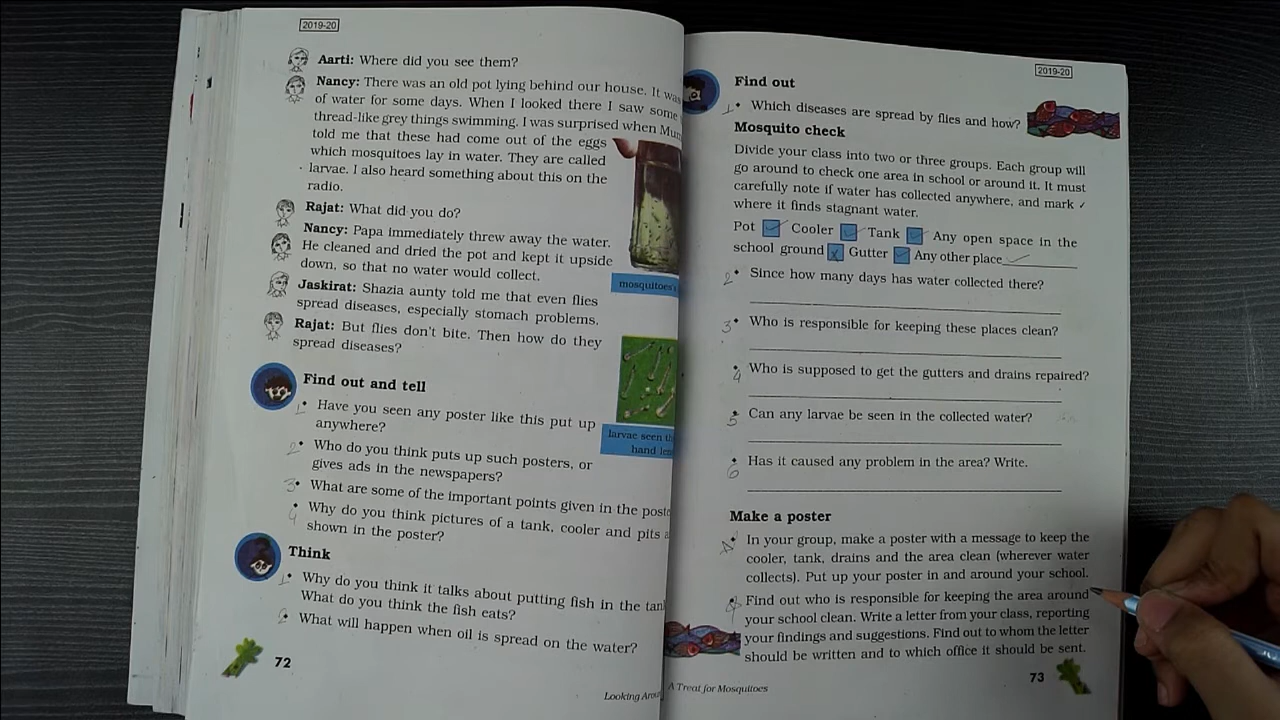 2019-20
Aarti: Where did you see them?
Nancy: There was an old pot lying behind our house. It was
of water for some days. When I looked there I saw some
thread-like grey things swimming. I was surprised when Mum
told me that these had come out of the eggs
which mosquitoes lay in water. They are called
larvae. I also heard something about this on the
radio.
Rajat: What did you do?
Nancy: Papa immediately threw away the water.
He cleaned and dried the pot and kept it upside
down, so that no water would collect.
mosquitoes's
Jaskirat: Shazia aunty told me that even flies
spread diseases, especially stomach problems.
Rajat: But flies don't bite. Then how do they
spread diseases?
larvae seen
hand
Find out and tell
1 • Have you seen any poster like this put up
anywhere?
2 • Who do you think puts up such posters, or
gives ads in the newspapers?
3 • What are some of the important points given in the
4 • Why do you think pictures of a tank, cooler and pits
shown in the poster?
Think
1 • Why do you think it talks about putting fish in the
What do you think the fish eats?
2 • What will happen when oil is spread on the water?
72
Looking
2019-20
Find out
1 • Which diseases are spread by flies and how?
Mosquito check
Divide your class into two or three groups. Each group will
go around to check one area in school or around it. It must
carefully note if water has collected anywhere, and mark ✓
where it finds stagnant water.
Pot ✓ Cooler ✓ Tank ✓ Any open space in the
school ground x Gutter ✓ Any other place ✓
2 • Since how many days has water collected there?
3 • Who is responsible for keeping these places clean?
4 • Who is supposed to get the gutters and drains repaired?
5 • Can any larvae be seen in the collected water?
6 • Has it caused any problem in the area? Write.
Make a poster
• In your group, make a poster with a message to keep the
cooler, tank, drains and the area clean (wherever water
collects). Put up your poster in and around your school.
• Find out who is responsible for keeping the area around
your school clean. Write a letter from your class, reporting
your findings and suggestions. Find out to whom the letter
should be written and to which office it should be sent.
A Treat for Mosquitoes
73